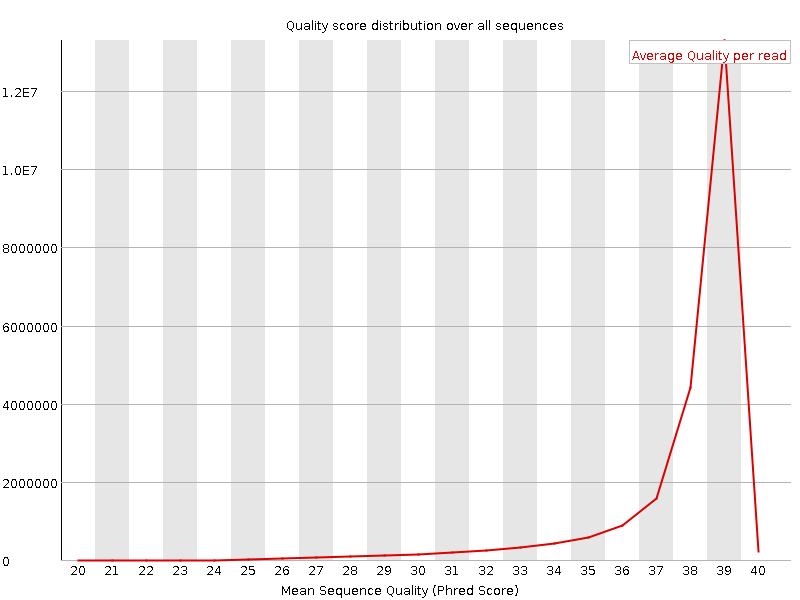 Quality score distribution over all sequences
Average Quality per read
1.2E7
1.0E7
8000000
6000000
4000000
2000000
0
20 21 22 23 24 25 26 27 28 29 30 31 32 33 34 35 36 37 38 39 40
Mean Sequence Quality (Phred Score)